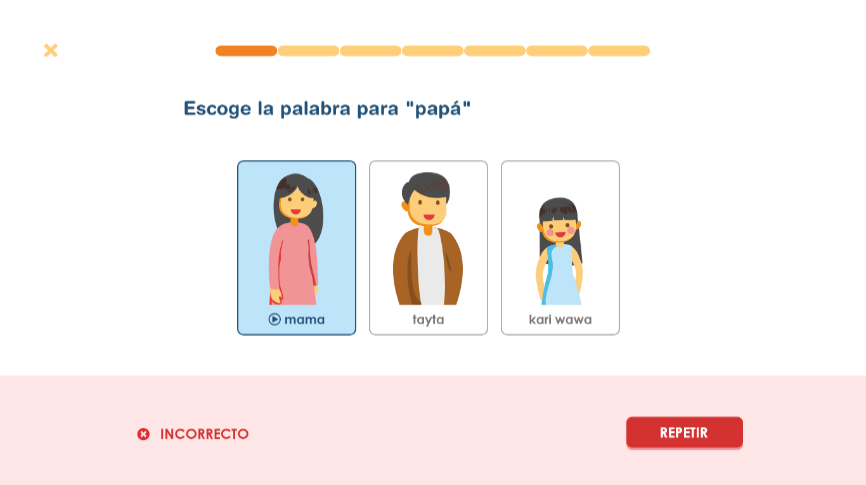 Escoge la palabra para "papá"
mama
tayta
kari wawa
INCORRECTO
REPETIR